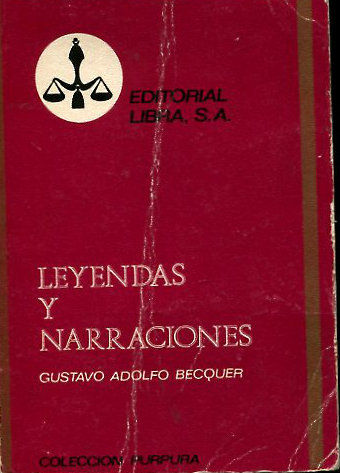 EDITORIAL
LIBRA, S.A.
LEYENDAS
Y
NARRACIONES
GUSTAVO ADOLFO BECQUER
COLECCION PURPURA